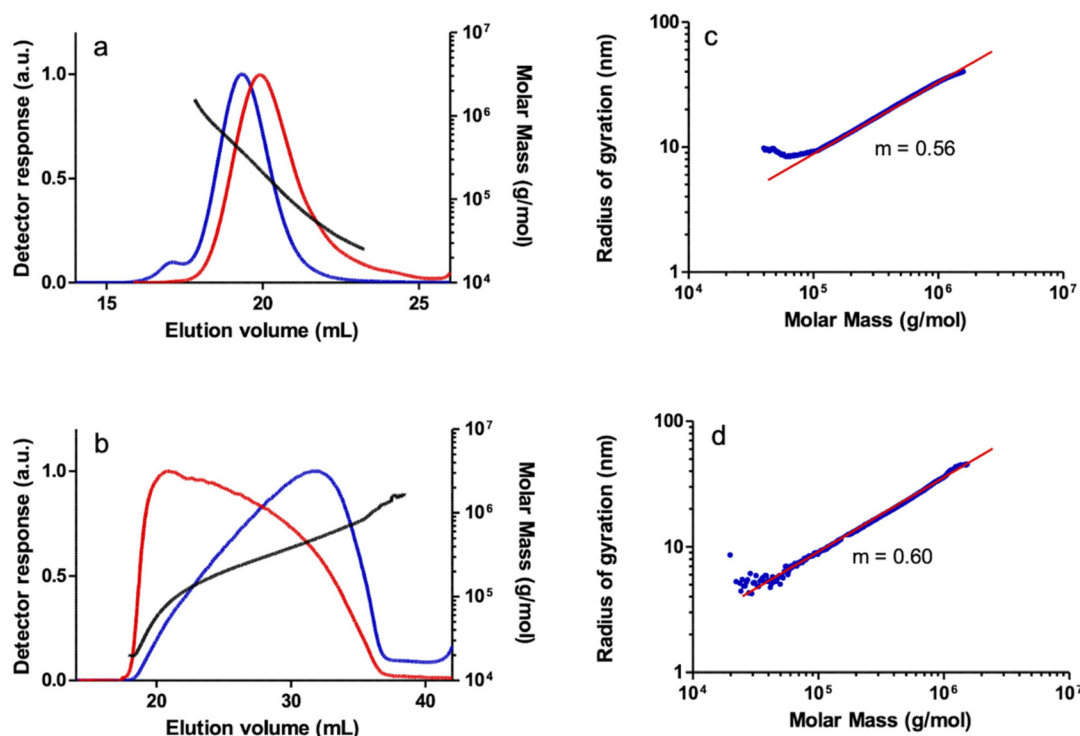 a
Detector response (a.u.)
1.0
0.5
0.0
15
20
25
Elution volume (mL)
10⁷
10⁶
10⁵
10⁴
Molar Mass (g/mol)
c
Radius of gyration (nm)
100
10
1
10⁴
10⁵
10⁶
10⁷
Molar Mass (g/mol)
m = 0.56
b
Detector response (a.u.)
1.0
0.5
0.0
20
30
40
Elution volume (mL)
10⁷
10⁶
10⁵
10⁴
Molar Mass (g/mol)
d
Radius of gyration (nm)
100
10
1
10⁴
10⁵
10⁶
10⁷
Molar Mass (g/mol)
m = 0.60